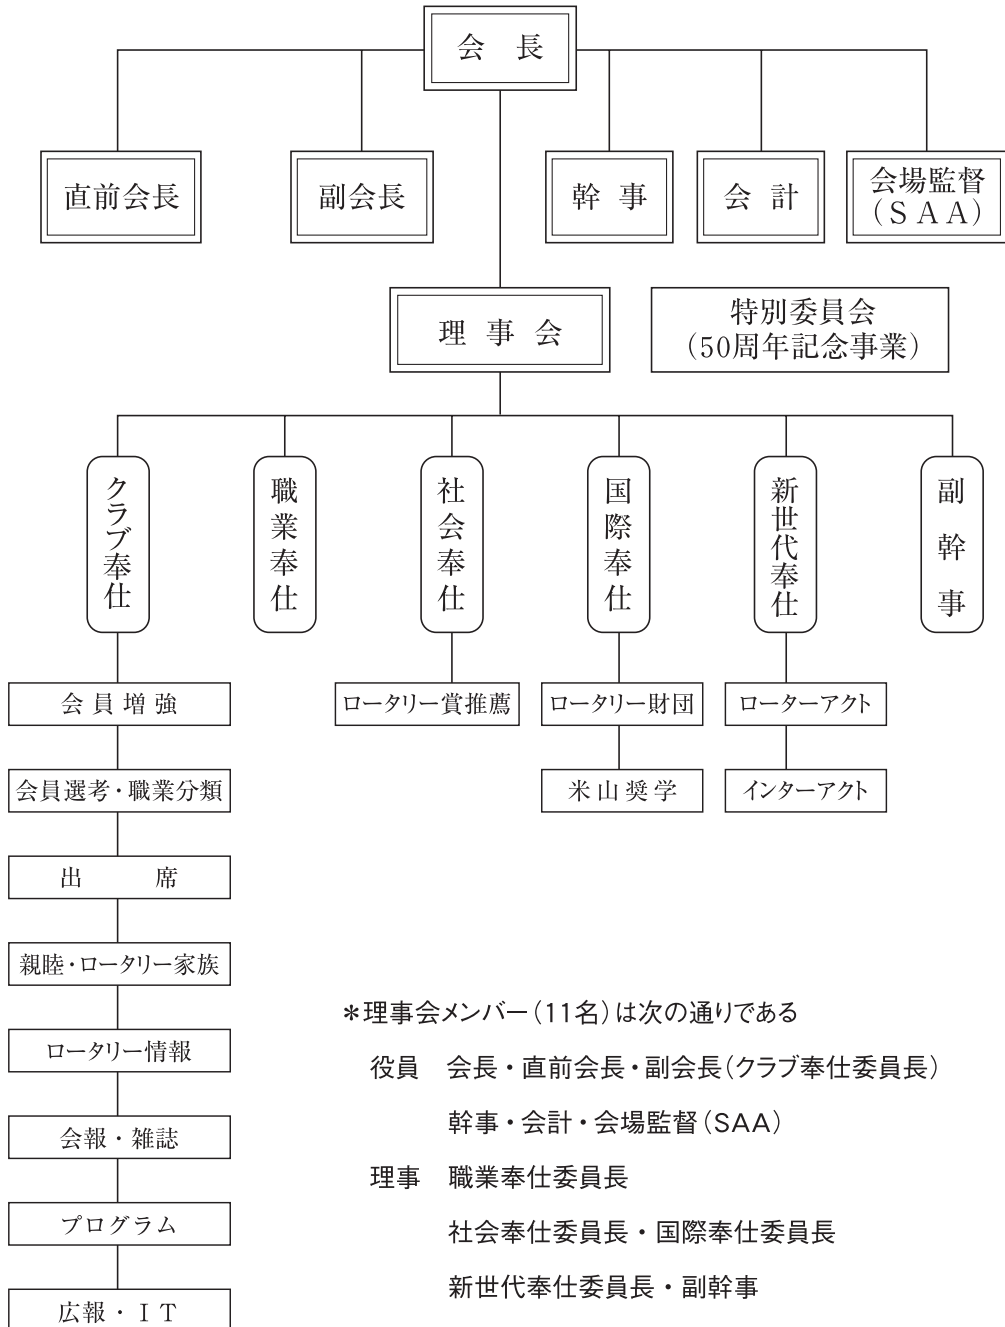 会長
直前会長
副会長
幹事
会計
会場監督
(SAA)
理事会
特別委員会
(50周年記念事業)
クラブ奉仕
職業奉仕
社会奉仕
国際奉仕
新世代奉仕
副幹事
会員増強
ロータリー賞推薦
ロータリー財団
ローターアクト
会員選考・職業分類
米山奨学
インターアクト
出席
親睦・ロータリー家族
ロータリー情報
会報・雑誌
プログラム
広報・IT
*理事会メンバー(11名)は次の通りである
役員 会長・直前会長・副会長(クラブ奉仕委員長)
幹事・会計・会場監督(SAA)
理事 職業奉仕委員長
社会奉仕委員長・国際奉仕委員長
新世代奉仕委員長・副幹事